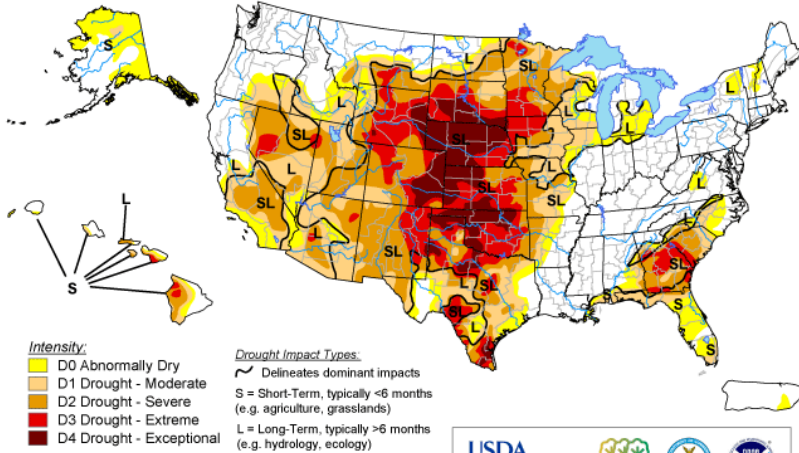 S
L
S
Intensity:
D0 Abnormally Dry
D1 Drought - Moderate
D2 Drought - Severe
D3 Drought - Extreme
D4 Drought - Exceptional
Drought Impact Types:
Delineates dominant impacts
S = Short-Term, typically <6 months
(e.g. agriculture, grasslands)
L = Long-Term, typically >6 months
(e.g. hydrology, ecology)
L
SL
L
L
L
SL
SL
L
L
L
L
L
SL
SL
SL
L
L
SL
L
SL
L
SL
SL
L
S
S
S
USDA